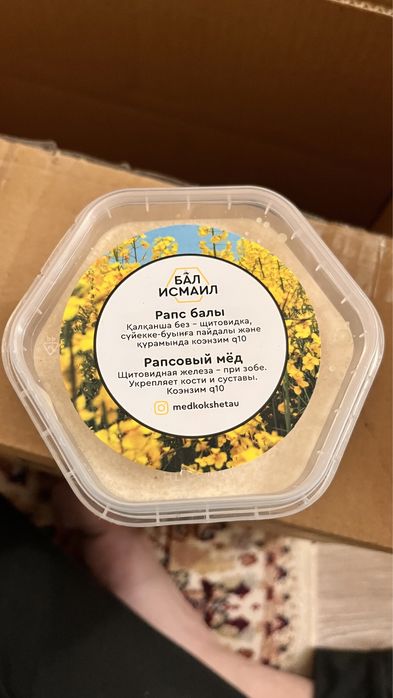 БАЛ
ИСМАИЛ
Рапс балы
Қалқанша без - щитовидка,
сүйекке-буынға пайдалы және
құрамында коэнзим q10
Рапсовый мёд
Щитовидная железа - при зобе.
Укрепляет кости и суставы.
Коэнзим q10
medkokshetau